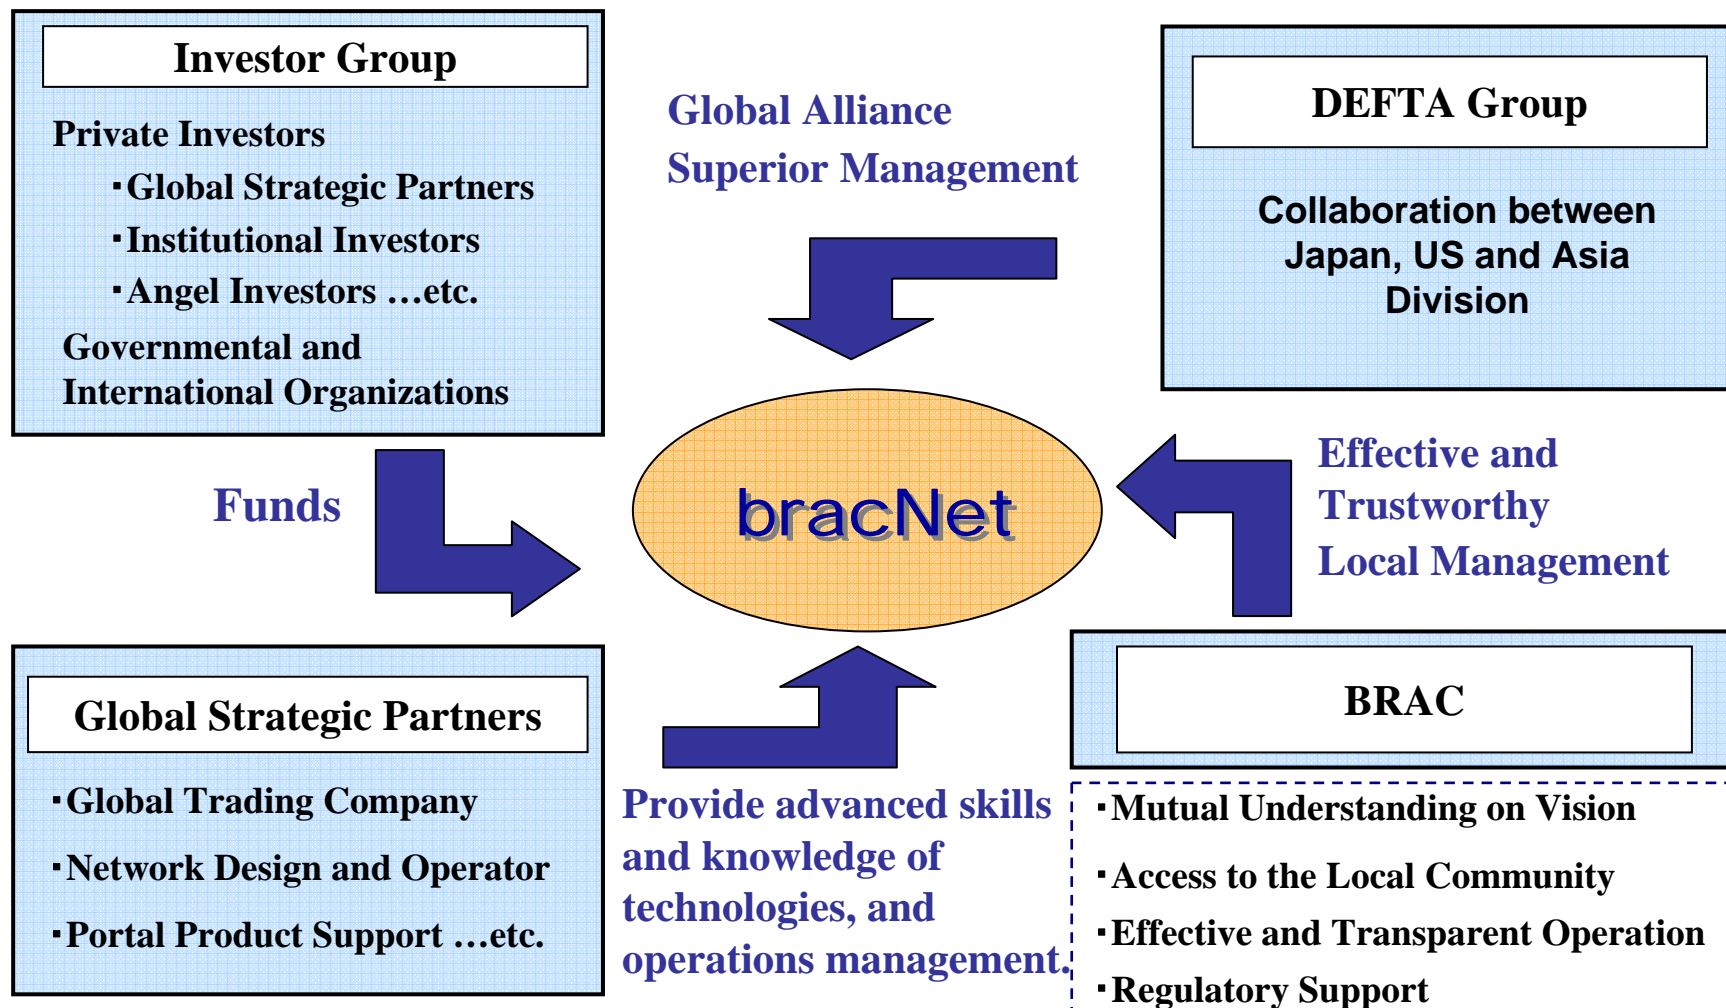 Investor Group
Private Investors
・Global Strategic Partners
・Institutional Investors
・Angel Investors …etc.
Governmental and
International Organizations
Global Alliance
Superior Management
DEFTA Group
Collaboration between
Japan, US and Asia
Division
Funds
bracNet
Effective and
Trustworthy
Local Management
Global Strategic Partners
・Global Trading Company
・Network Design and Operator
・Portal Product Support …etc.
Provide advanced skills
and knowledge of
technologies, and
operations management.
BRAC
・Mutual Understanding on Vision
・Access to the Local Community
・Effective and Transparent Operation
・Regulatory Support